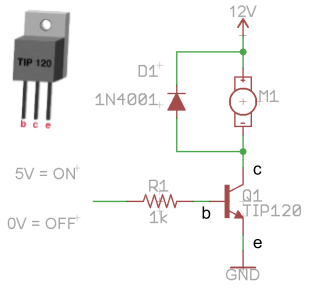 12V
D1
TIP 120
1N4001
M1
+
-
b c e
c
5V = ON
R1
Q1
b
TIP120
0V = OFF
1k
e
GND